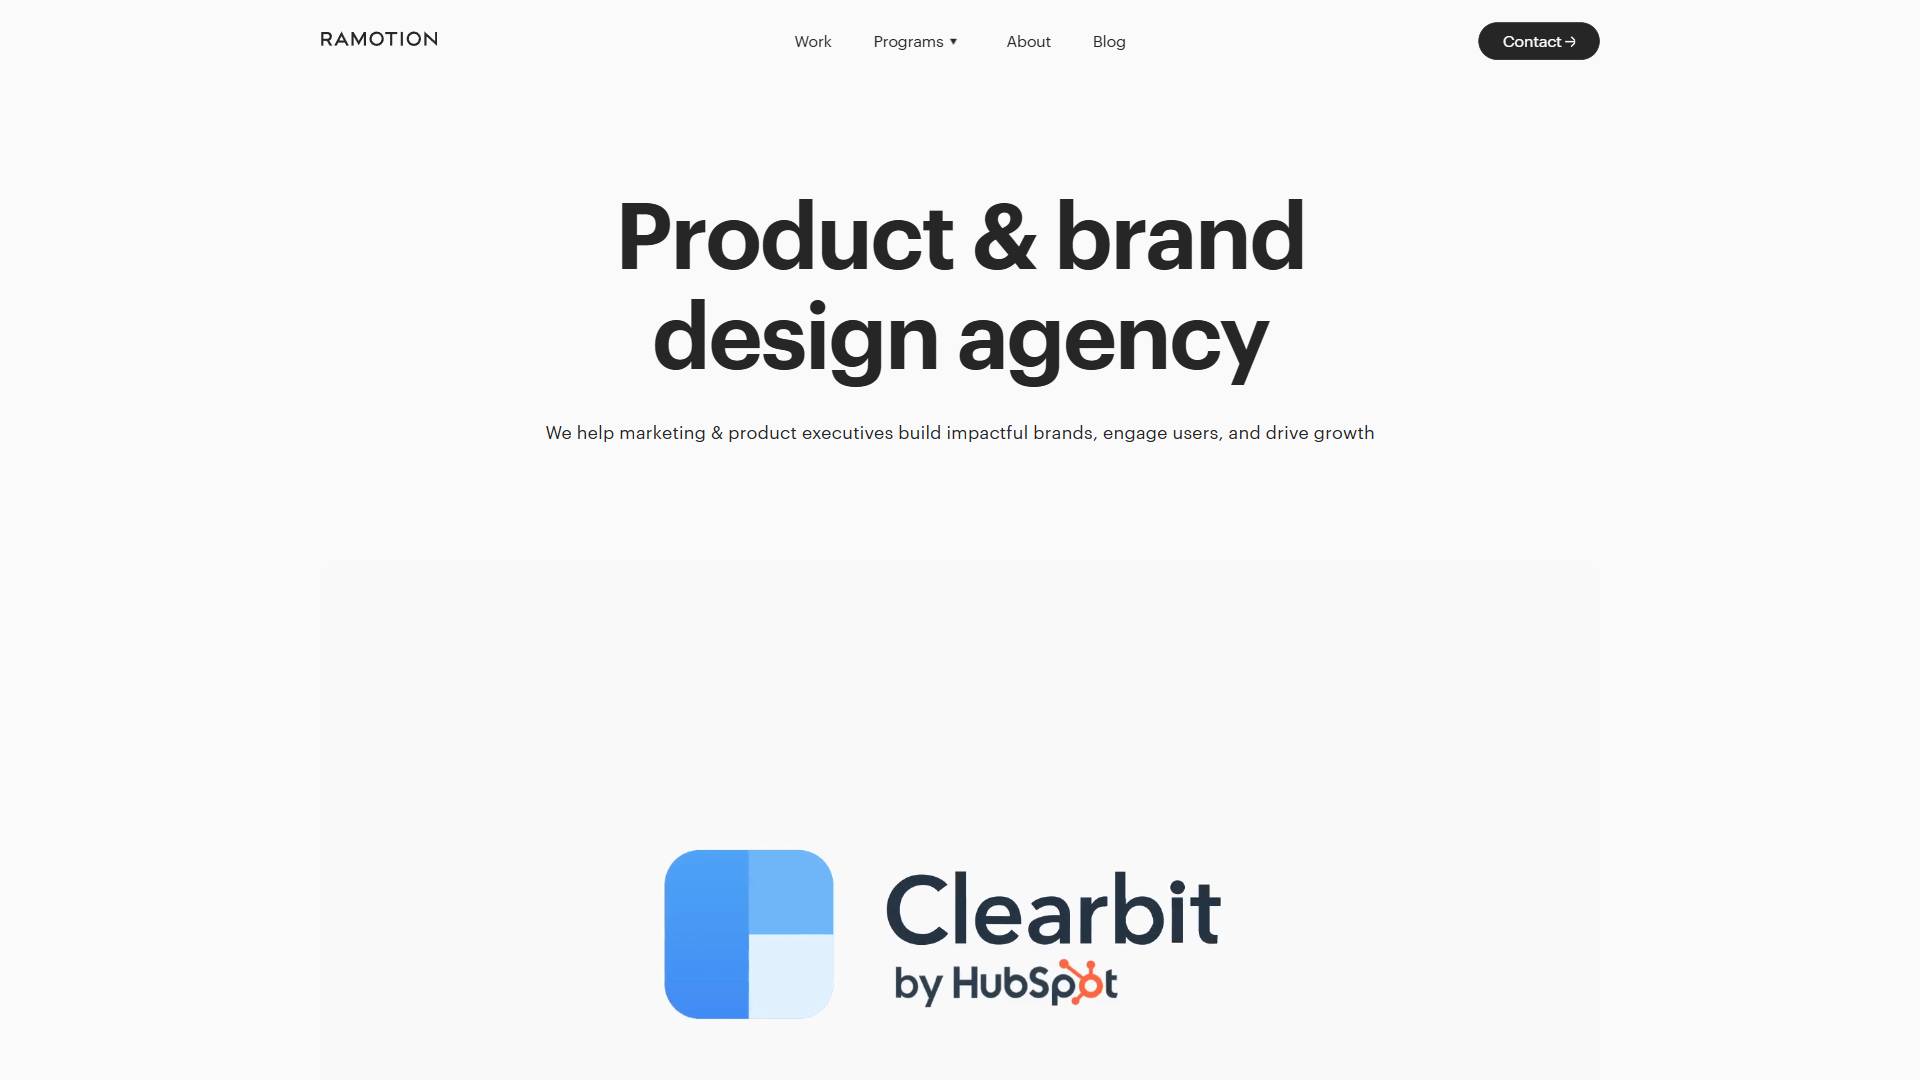 RAMOTION
Work
Programs ▼
About
Blog
Contact →
Product & brand
design agency
We help marketing & product executives build impactful brands, engage users, and drive growth
Clearbit
by HubSpot